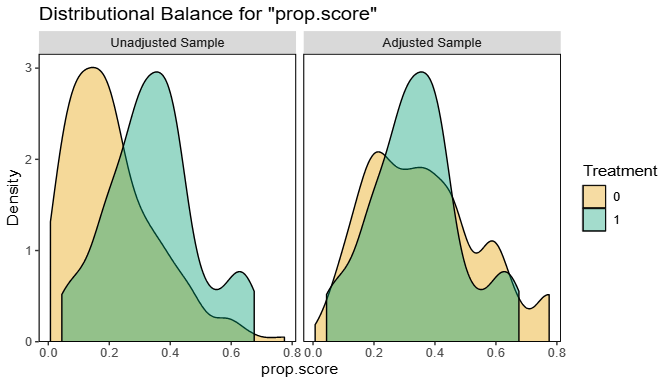 Distributional Balance for "prop.score"
Unadjusted Sample
Adjusted Sample
Density
3
2
1
0
0.0 0.2 0.4 0.6 0.8
0.0 0.2 0.4 0.6 0.8
prop.score
Treatment
0
1